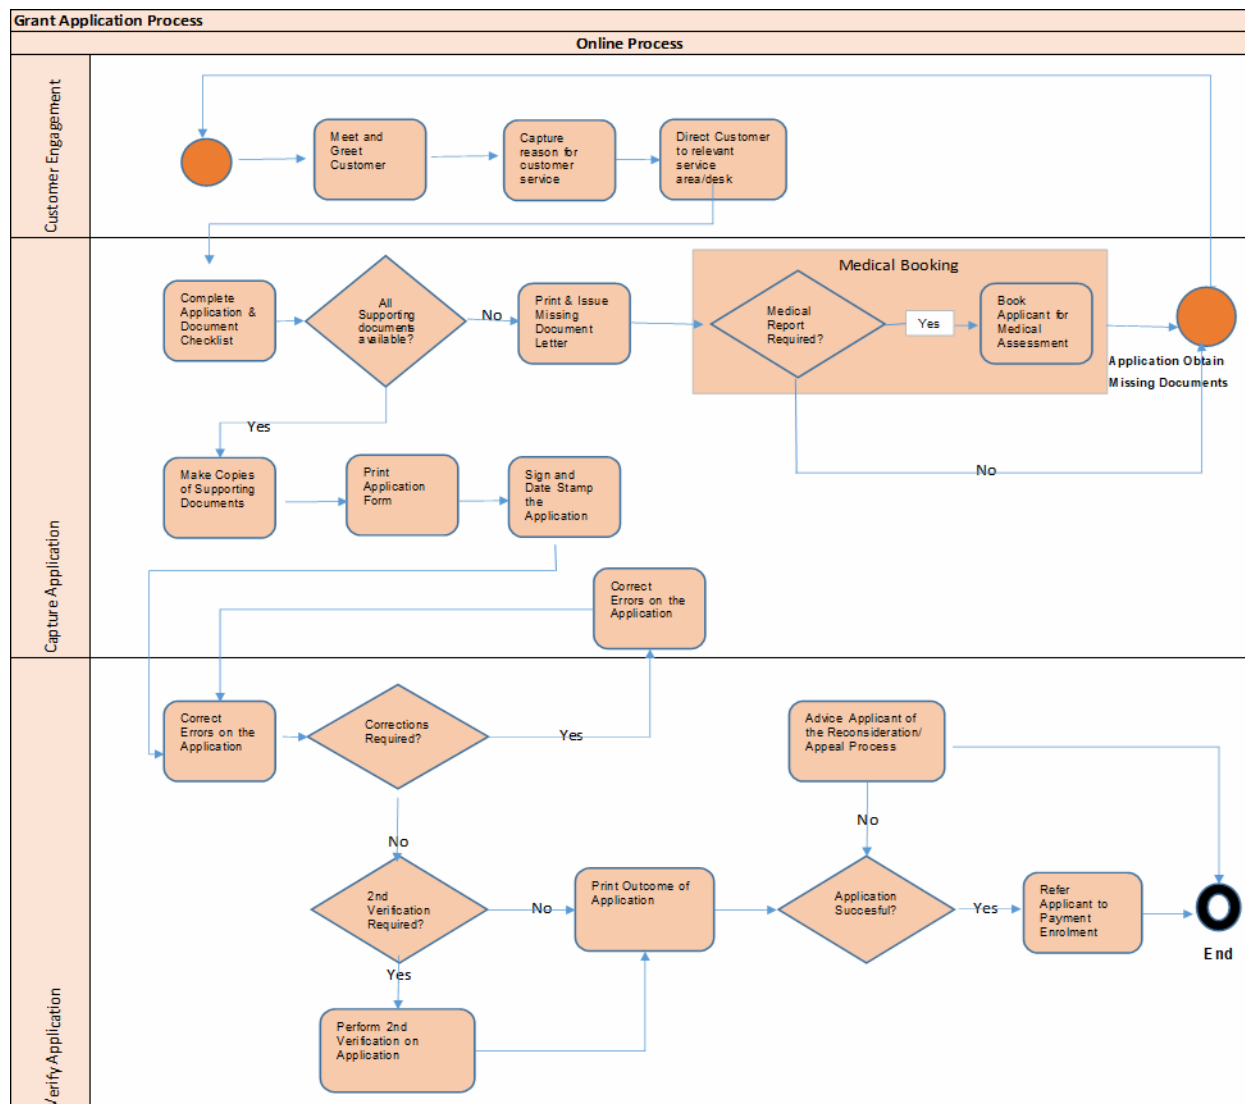 Grant Application Process
Online Process
Customer Engagement
Meet and
Greet
Customer
Capture
reason for
customer
service
Direct Customer
to relevant
service
area/desk
Capture Application
Complete
Application &
Document
Checklist
All
Supporting
documents
available?
No
Print & Issue
Missing
Document
Letter
Medical Booking
Medical
Report
Required?
Yes
Book
Applicant for
Medical
Assessment
Application Obtain
Missing Documents
No
Yes
Make Copies
of Supporting
Documents
Print
Application
Form
Sign and
Date Stamp
the
Application
Correct
Errors on the
Application
Verify Application
Correct
Errors on the
Application
Corrections
Required?
Yes
Advice Applicant of
the Reconsideration/
Appeal Process
No
No
2nd
Verification
Required?
No
Print Outcome of
Application
Application
Succesful?
Yes
Refer
Applicant to
Payment
Enrolment
End
Yes
Perform 2nd
Verification on
Application